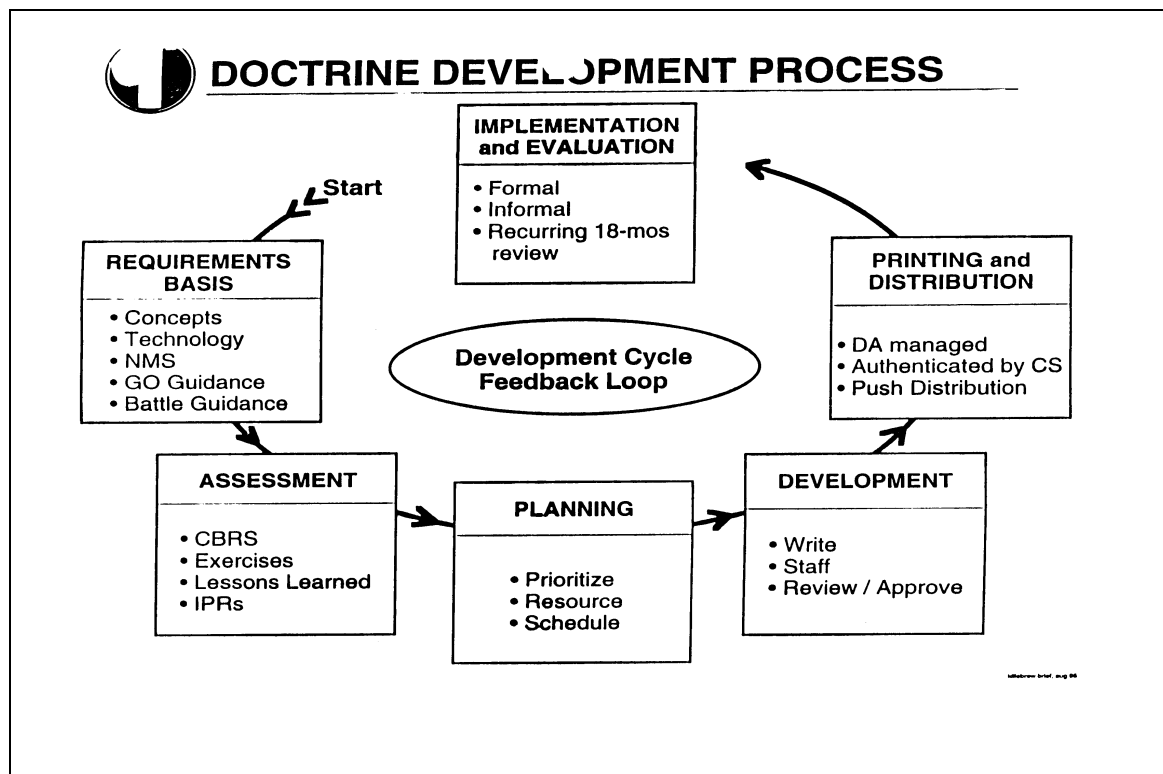 DOCTRINE DEVELOPMENT PROCESS
IMPLEMENTATION
and EVALUATION
• Formal
• Informal
• Recurring 18-mos
review
Start
REQUIREMENTS
BASIS
• Concepts
• Technology
• NMS
• GO Guidance
• Battle Guidance
PRINTING and
DISTRIBUTION
• DA managed
• Authenticated by CS
• Push Distribution
Development Cycle
Feedback Loop
ASSESSMENT
• CBRS
• Exercises
• Lessons Learned
• IPRs
PLANNING
• Prioritize
• Resource
• Schedule
DEVELOPMENT
• Write
• Staff
• Review / Approve
brief, aug